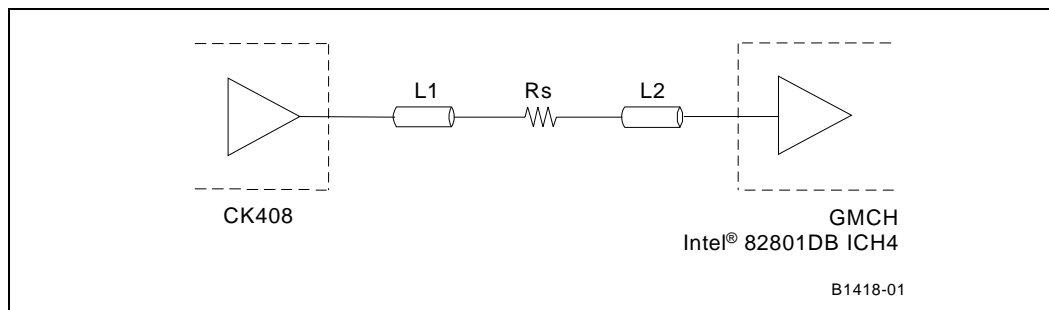 L1 Rs L2
CK408
GMCH
Intel® 82801DB ICH4
B1418-01